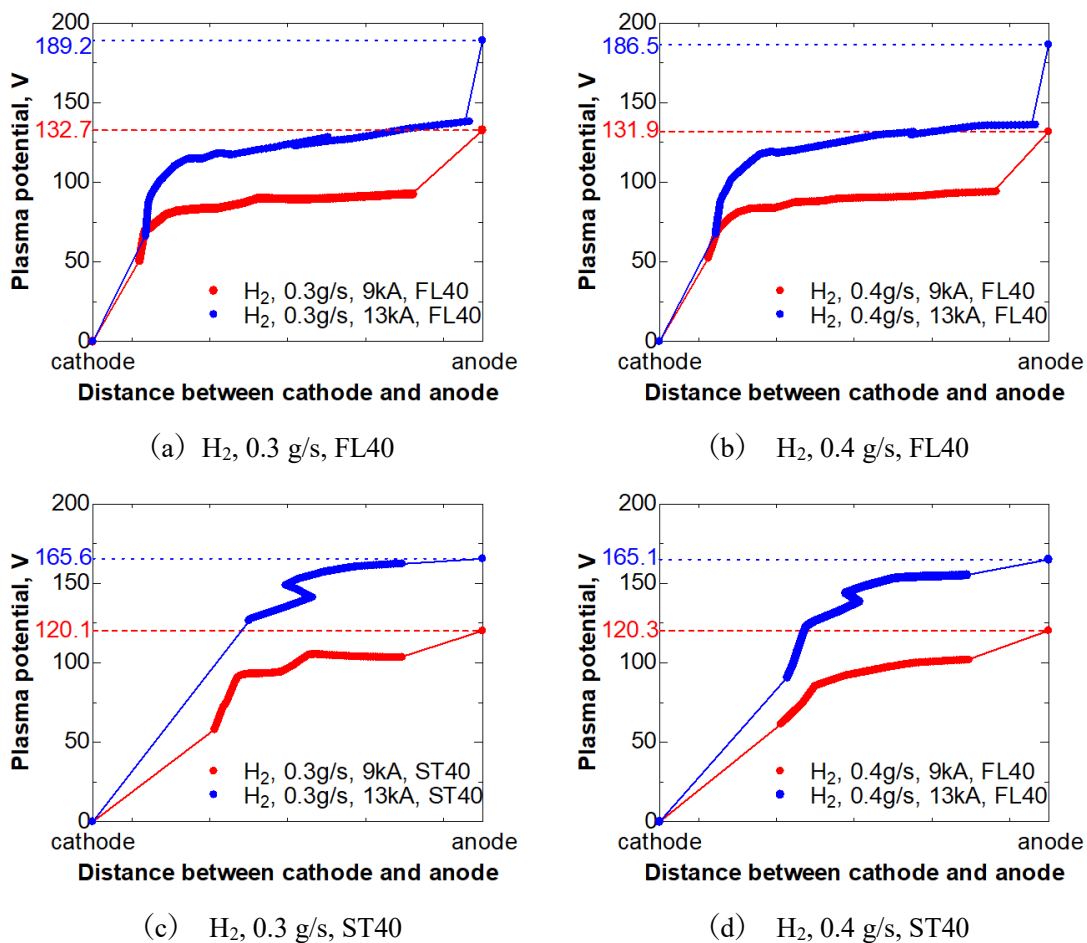 200
189.2
150
132.7
100
50
0
Plasma potential, V
H2, 0.3g/s, 9kA, FL40
H2, 0.3g/s, 13kA, FL40
cathode
anode
Distance between cathode and anode
(a) H2, 0.3 g/s, FL40
200
186.5
150
131.9
100
50
0
Plasma potential, V
H2, 0.4g/s, 9kA, FL40
H2, 0.4g/s, 13kA, FL40
cathode
anode
Distance between cathode and anode
(b) H2, 0.4 g/s, FL40
200
165.6
150
120.1
100
50
0
Plasma potential, V
H2, 0.3g/s, 9kA, ST40
H2, 0.3g/s, 13kA, ST40
cathode
anode
Distance between cathode and anode
(c) H2, 0.3 g/s, ST40
200
165.1
150
120.3
100
50
0
Plasma potential, V
H2, 0.4g/s, 9kA, FL40
H2, 0.4g/s, 13kA, FL40
cathode
anode
Distance between cathode and anode
(d) H2, 0.4 g/s, ST40